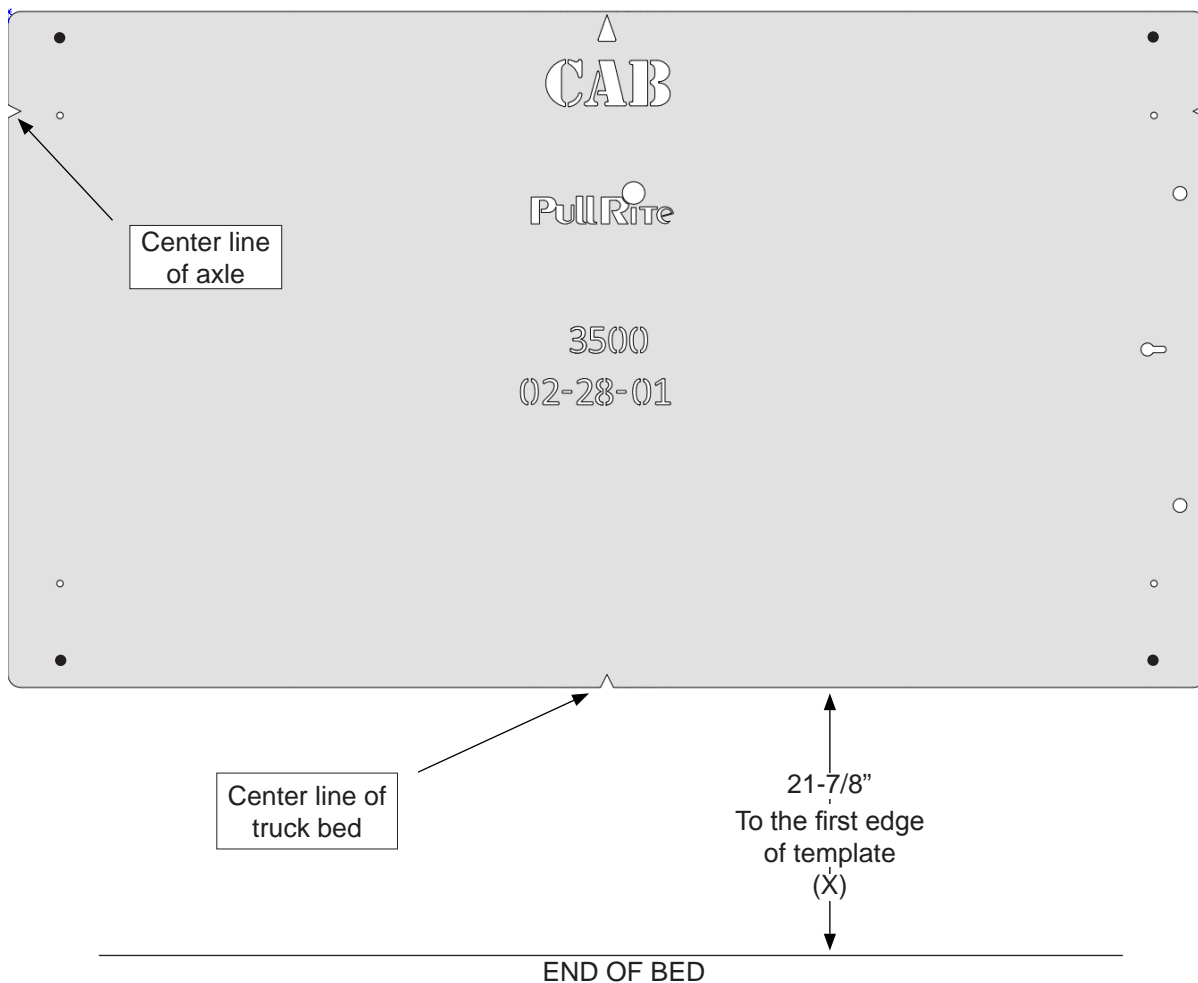 CAB
PullRite
Center line
of axle
3500
02-28-01
Center line of
truck bed
21-7/8”
To the first edge
of template
(X)
END OF BED